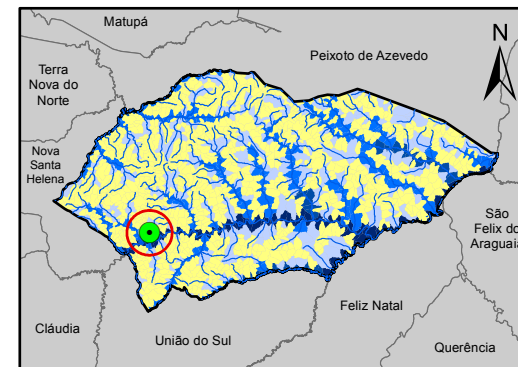 Matupá
Peixoto de Azevedo
N
Terra
Nova do
Norte
Nova
Santa
Helena
São
Felix do
Araguaia
Feliz Natal
Cláudia
União do Sul
Querência